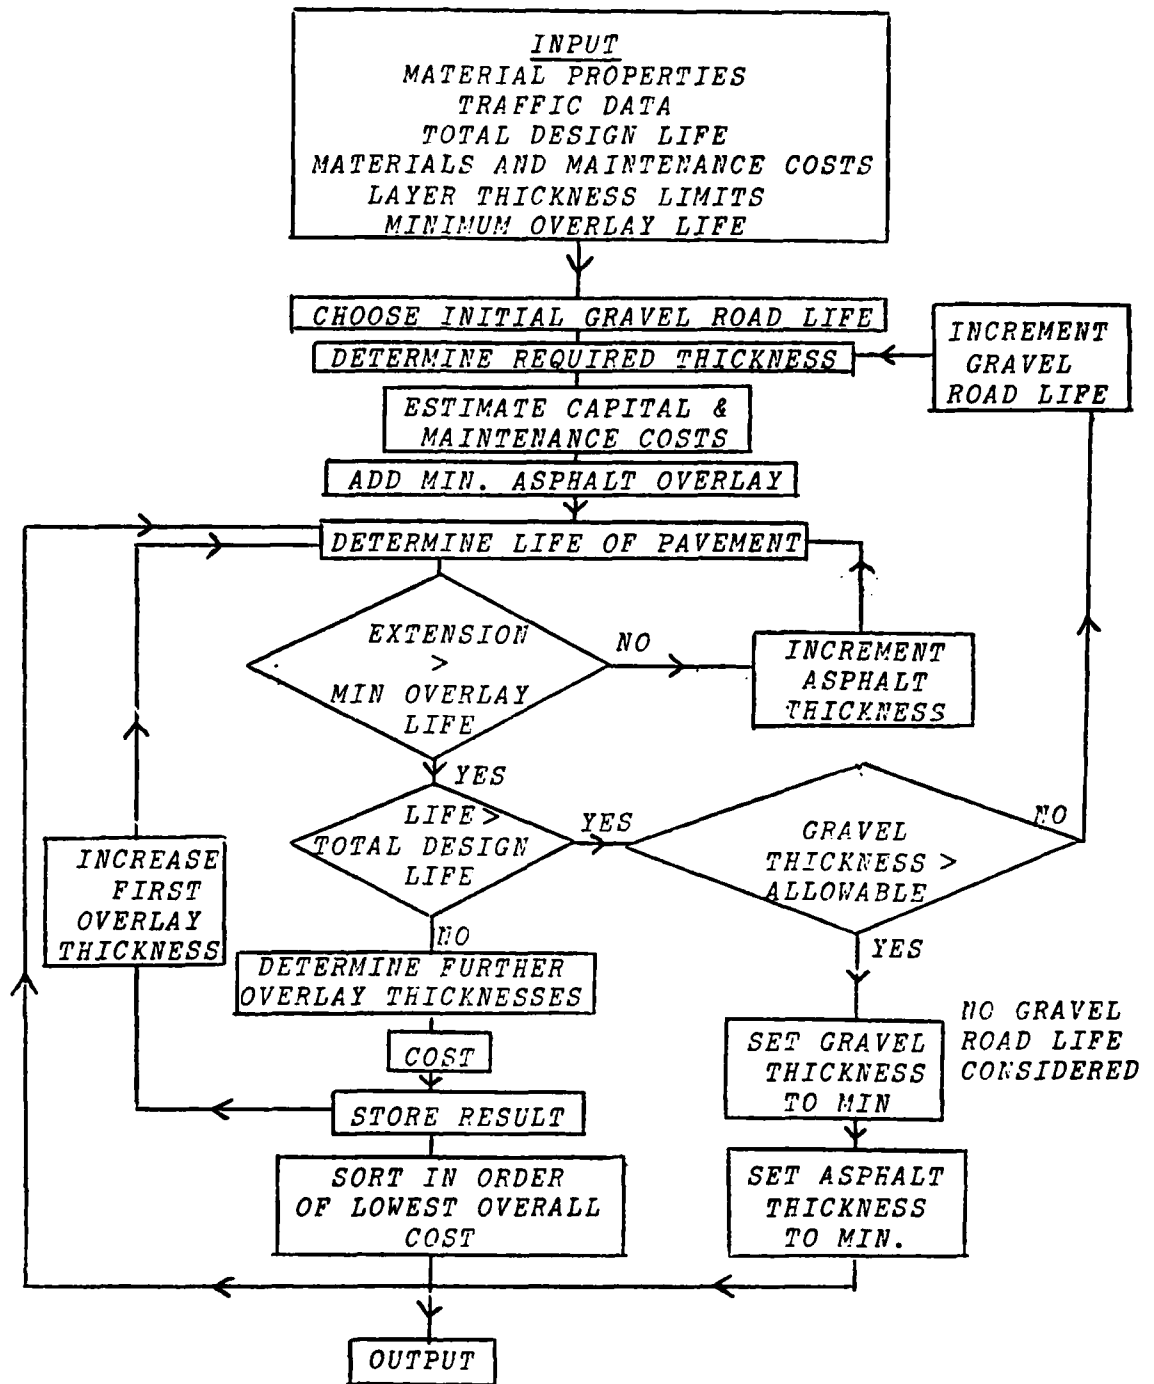 INPUT
MATERIAL PROPERTIES
TRAFFIC DATA
TOTAL DESIGN LIFE
MATERIALS AND MAINTENANCE COSTS
LAYER THICKNESS LIMITS
MINIMUM OVERLAY LIFE
CHOOSE INITIAL GRAVEL ROAD LIFE
DETERMINE REQUIRED THICKNESS
INCREMENT
GRAVEL
ROAD LIFE
ESTIMATE CAPITAL &
MAINTENANCE COSTS
ADD MIN. ASPHALT OVERLAY
DETERMINE LIFE OF PAVEMENT
EXTENSION
>
MIN OVERLAY
LIFE
NO
INCREMENT
ASPHALT
THICKNESS
YES
LIFE >
TOTAL DESIGN
LIFE
YES
GRAVEL
THICKNESS >
ALLOWABLE
NO
INCREASE
FIRST
OVERLAY
THICKNESS
NO
DETERMINE FURTHER
OVERLAY THICKNESSES
YES
COST
SET GRAVEL
THICKNESS
TO MIN
NO GRAVEL
ROAD LIFE
CONSIDERED
STORE RESULT
SORT IN ORDER
OF LOWEST OVERALL
COST
SET ASPHALT
THICKNESS
TO MIN.
OUTPUT